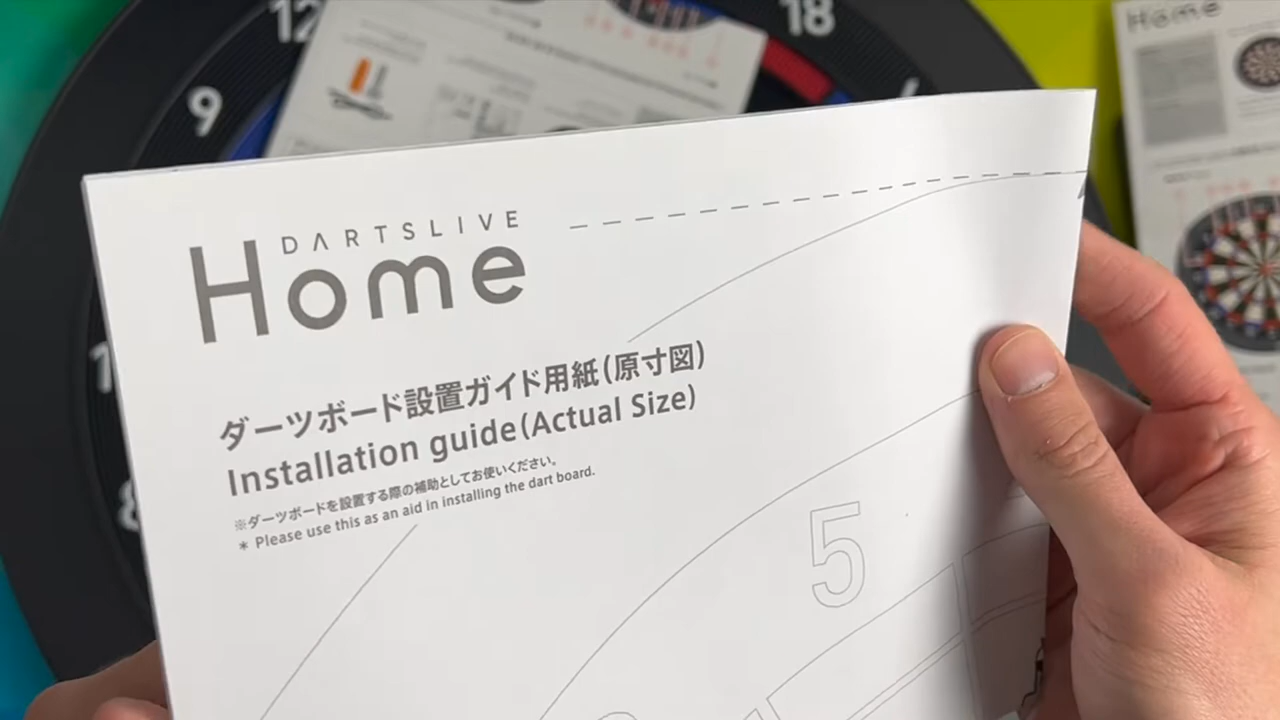 12
18
9
Home
DARTSLIVE
Home
ダーツボード設置ガイド用紙(原寸図)
Installation guide(Actual Size)
※ダーツボードを設置する際の補助としてお使いください。
* Please use this as an aid in installing the dart board.
5